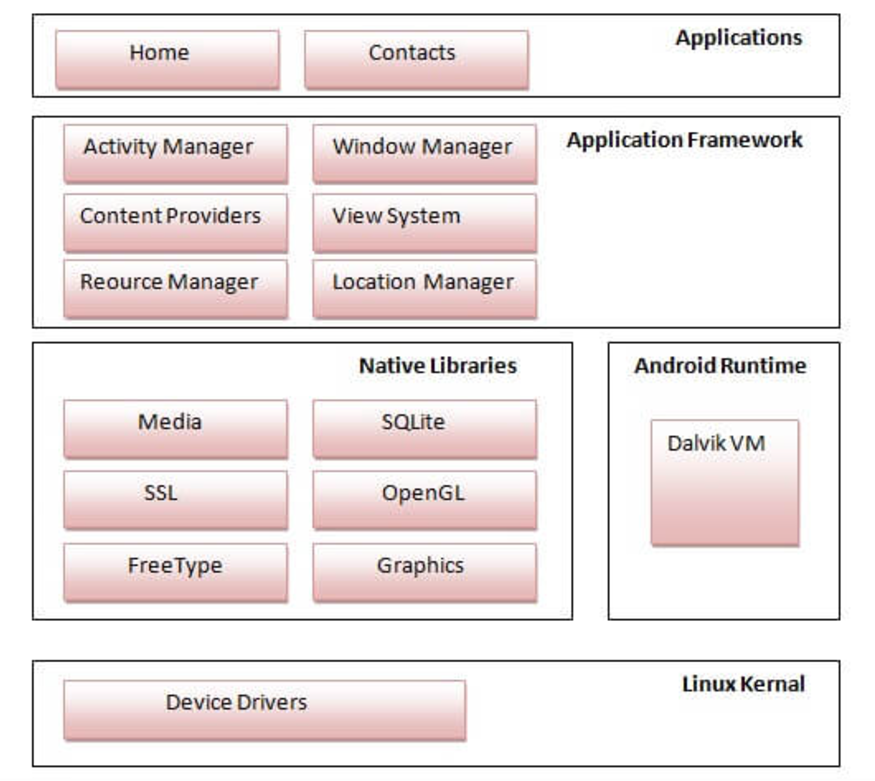 Applications
Home
Contacts
Application Framework
Activity Manager
Window Manager
Content Providers
View System
Reource Manager
Location Manager
Native Libraries
Media
SQLite
SSL
OpenGL
FreeType
Graphics
Android Runtime
Dalvik VM
Linux Kernal
Device Drivers